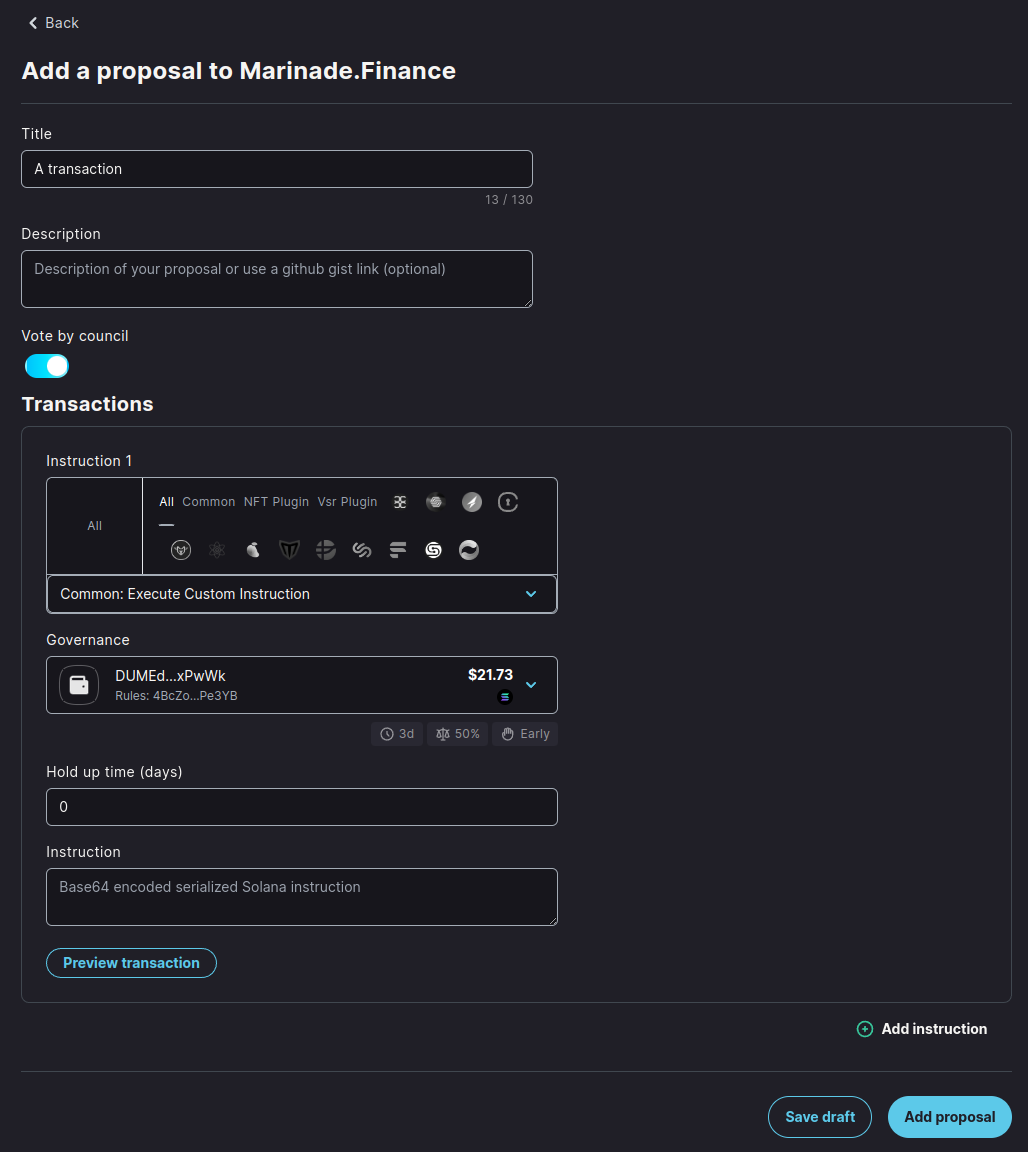 Back
Add a proposal to Marinade.Finance
Title
A transaction
13 / 130
Description
Description of your proposal or use a github gist link (optional)
Vote by council
Transactions
Instruction 1
All
All Common NFT Plugin Vsr Plugin
Common: Execute Custom Instruction
Governance
DUMEd...xPwWk
$21.73
Rules: 4BcZo...Pe3YB
3d 50% Early
Hold up time (days)
0
Instruction
Base64 encoded serialized Solana instruction
Preview transaction
Add instruction
Save draft Add proposal